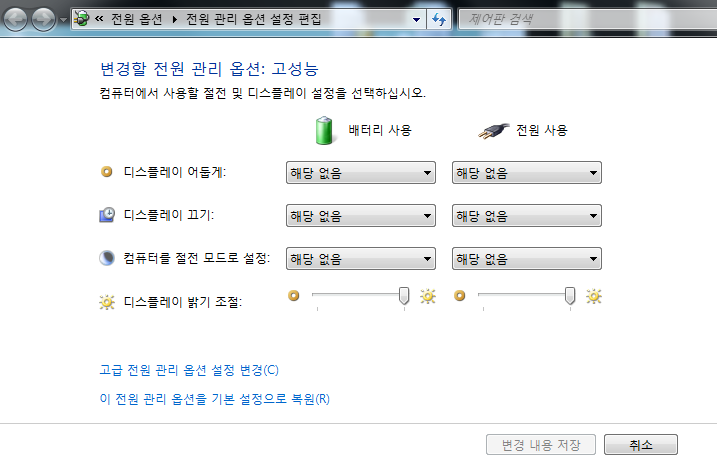 « 전원 옵션 ▸ 전원 관리 옵션 설정 편집
제어판 검색
변경할 전원 관리 옵션: 고성능
컴퓨터에서 사용할 절전 및 디스플레이 설정을 선택하십시오.
배터리 사용 전원 사용
디스플레이 어둡게: 해당 없음 해당 없음
디스플레이 끄기: 해당 없음 해당 없음
컴퓨터를 절전 모드로 설정: 해당 없음 해당 없음
디스플레이 밝기 조절:
고급 전원 관리 옵션 설정 변경(C)
이 전원 관리 옵션을 기본 설정으로 복원(R)
변경 내용 저장 취소